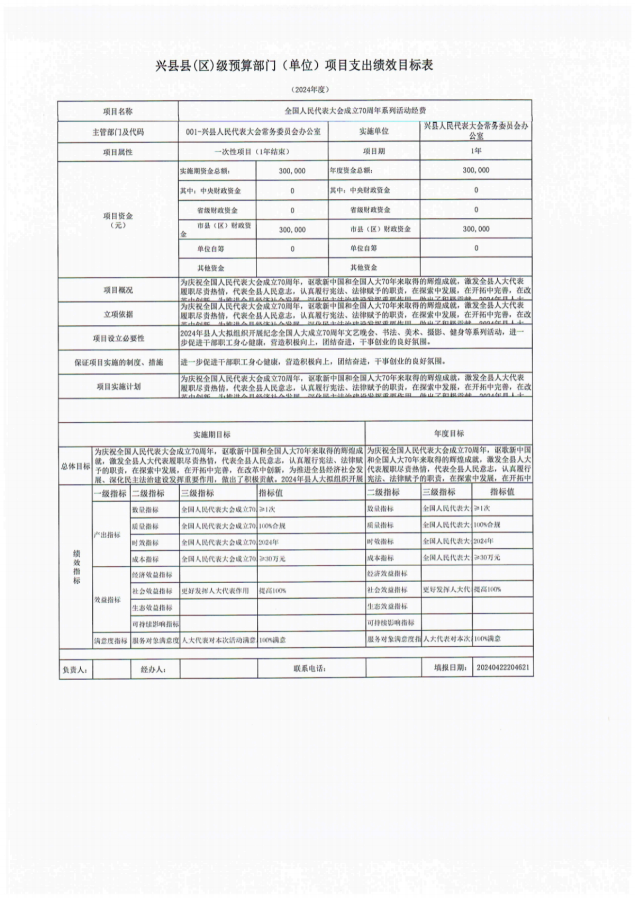 兴县县(区)级预算部门（单位）项目支出绩效目标表
（2024年度）
项目名称 全国人民代表大会成立70周年系列活动经费
主管部门及代码 001-兴县人民代表大会常务委员会办公室 实施单位 兴县人民代表大会常务委员会办公室
项目属性 一次性项目（1年结束） 项目期 1年
项目资金（元） 实施期资金总额： 300,000 年度资金总额： 300,000
其中：中央财政资金 0 其中：中央财政资金 0
省级财政资金 0 省级财政资金 0
市县（区）财政资金 300,000 市县（区）财政资金 300,000
单位自筹 0 单位自筹 0
其他资金 其他资金
项目概况 为庆祝全国人民代表大会成立70周年，讴歌新中国和全国人大70年来取得的辉煌成就，激发全县人大代表
履职尽责热情，代表全县人民意志，认真履行宪法、法律赋予的职责，在探索中发展，在开拓中完善，在改
立项依据 为庆祝全国人民代表大会成立70周年，讴歌新中国和全国人大70年来取得的辉煌成就，激发全县人大代表
履职尽责热情，代表全县人民意志，认真履行宪法、法律赋予的职责，在探索中发展，在开拓中完善，在改
项目设立必要性 2024年县人大拟组织开展纪念全国人大成立70周年文艺晚会、书法、美术、摄影、健身等系列活动，进一
步促进干部职工身心健康，营造积极向上，团结奋进，干事创业的良好氛围。
保证项目实施的制度、措施 进一步促进干部职工身心健康，营造积极向上，团结奋进，干事创业的良好氛围。
项目实施计划 为庆祝全国人民代表大会成立70周年，讴歌新中国和全国人大70年来取得的辉煌成就，激发全县人大代表
履职尽责热情，代表全县人民意志，认真履行宪法、法律赋予的职责，在探索中发展，在开拓中完善，在改
实施期目标 年度目标
总体目标 为庆祝全国人民代表大会成立70周年，讴歌新中国和全国人大70年来取得的辉煌成就，激发全县人大代表履职尽责热情，代表全县人民意志，认真履行宪法、法律赋予的职责，在探索中发展，在开拓中完善，在改革中创新，为推进全县经济社会发展、深化民主法治建设发挥重要作用，做出了积极贡献。2024年县人大拟组织开展
为庆祝全国人民代表大会成立70周年，讴歌新中国和全国人大70年来取得的辉煌成就，激发全县人大代表履职尽责热情，代表全县人民意志，认真履行宪法、法律赋予的职责，在探索中发展，在开拓中
绩效指标 一级指标 二级指标 三级指标 指标值 二级指标 三级指标 指标值
产出指标 数量指标 全国人民代表大会成立70 ≥1次 数量指标 全国人民代表大 ≥1次
质量指标 全国人民代表大会成立70 100%合规 质量指标 全国人民代表大 100%合规
时效指标 全国人民代表大会成立70 2024年 时效指标 全国人民代表大 2024年
成本指标 全国人民代表大会成立70 ≥30万元 成本指标 全国人民代表大 ≥30万元
效益指标 经济效益指标 经济效益指标
社会效益指标 更好发挥人大代表作用 提高100% 社会效益指标 更好发挥人大代 提高100%
生态效益指标 生态效益指标
可持续影响指标 可持续影响指标
满意度指标 服务对象满意度 人大代表对本次活动满意 100%满意 服务对象满意度指 人大代表对本次 100%满意
负责人： 经办人： 联系电话： 填报日期： 20240422204621